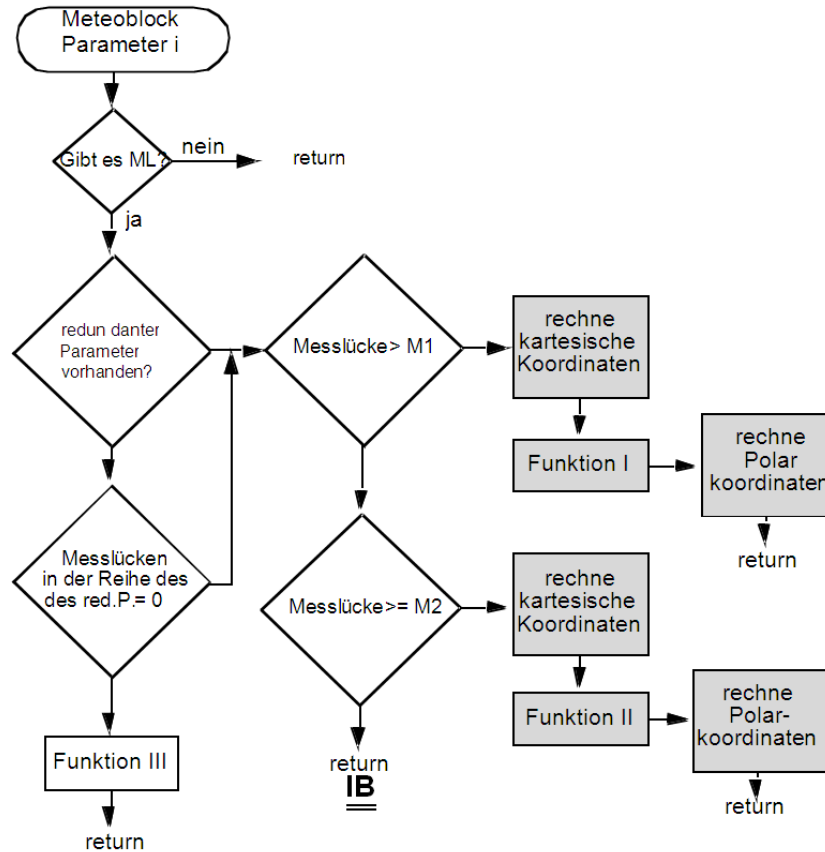 Meteoblock
Parameter i
Gibt es ML?
nein
return
ja
redun danter
Parameter
vorhanden?
Messlücke> M1
rechne
kartesische
Koordinaten
Funktion I
rechne
Polar
koordinaten
return
Messlücken
in der Reihe des
des red.P.= 0
Messlücke>= M2
rechne
kartesische
Koordinaten
Funktion II
rechne
Polar-
koordinaten
return
Funktion III
return
return
IB